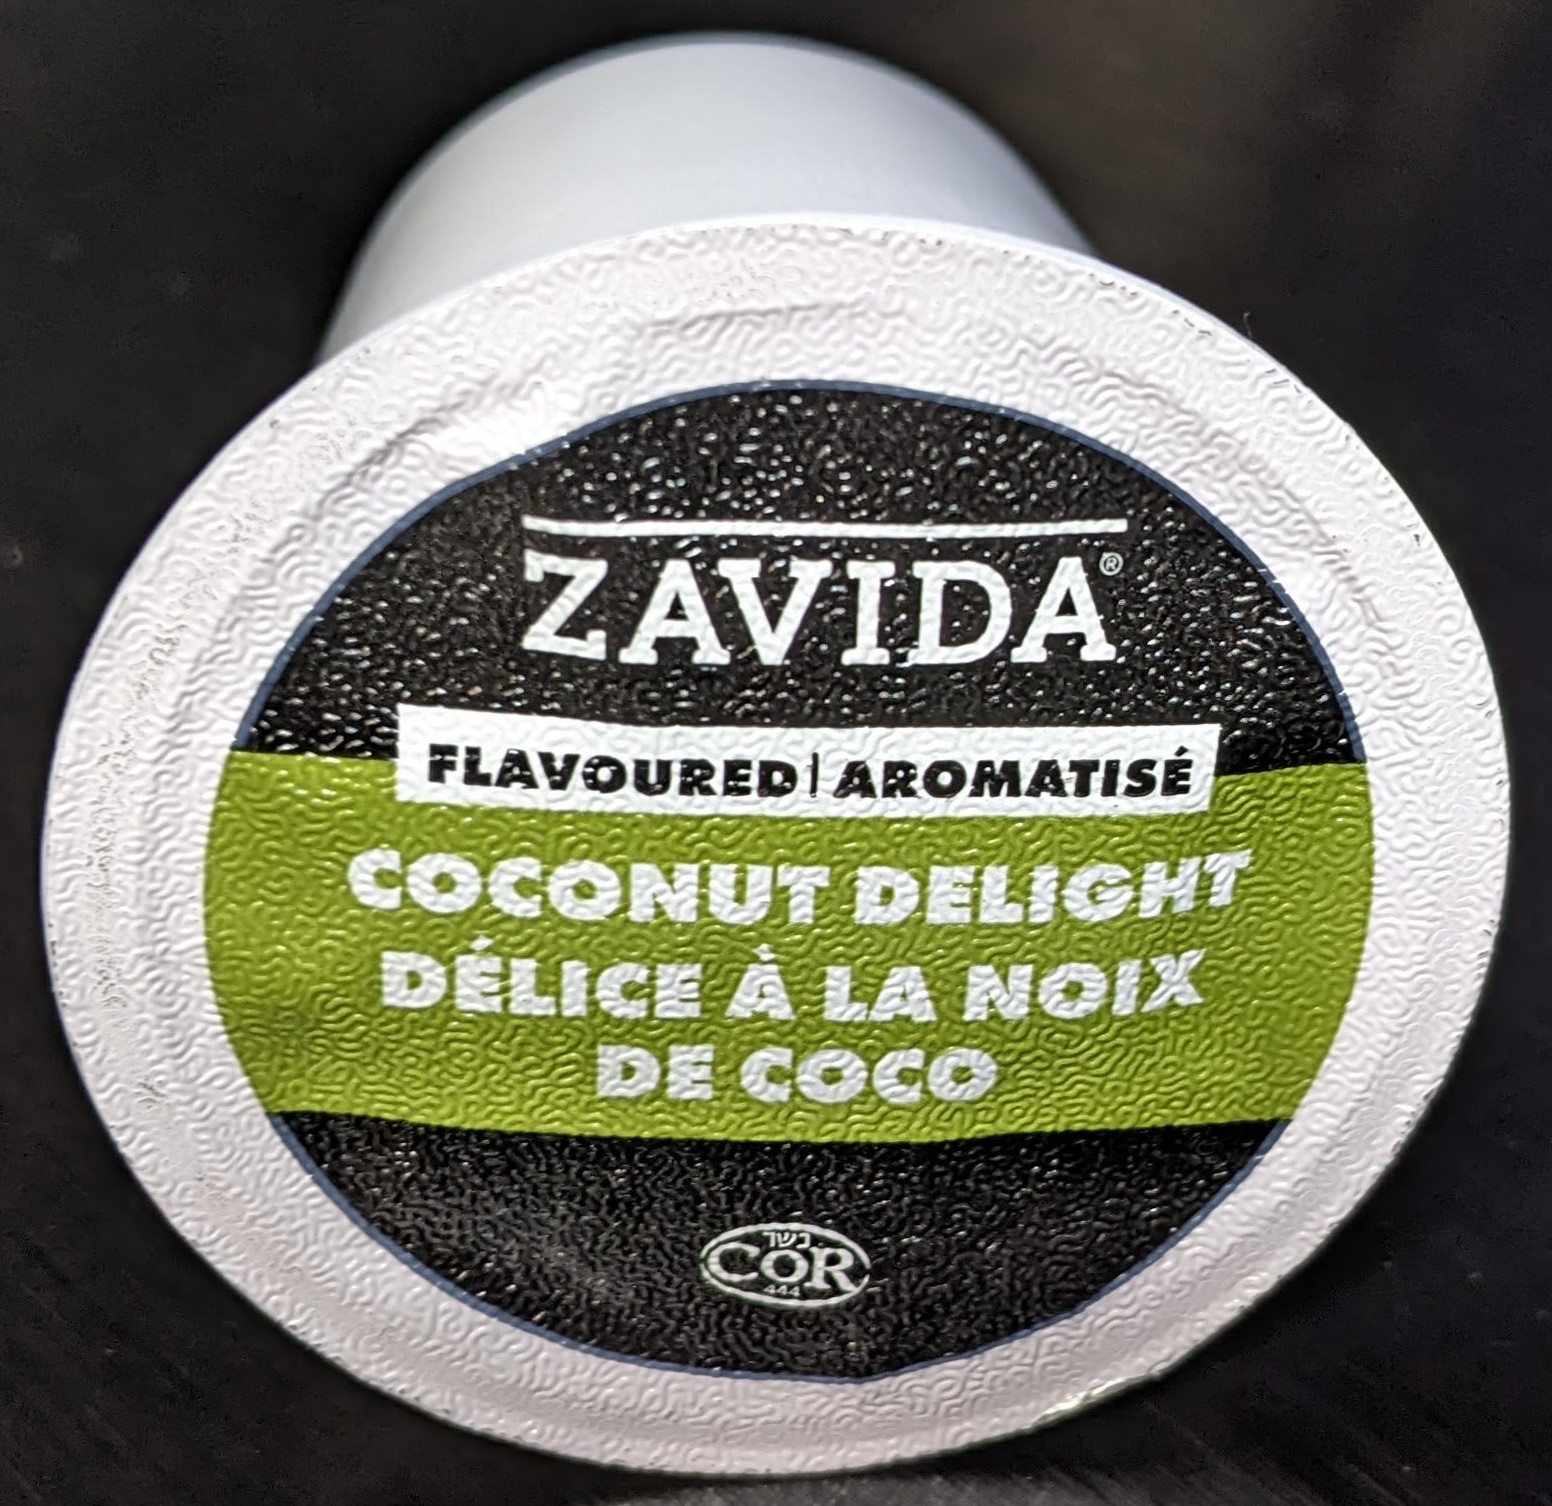 ZAVIDA®
FLAVOURED | AROMATISÉ
COCONUT DELIGHT
DÉLICE À LA NOIX
DE COCO
כשר
COR
444